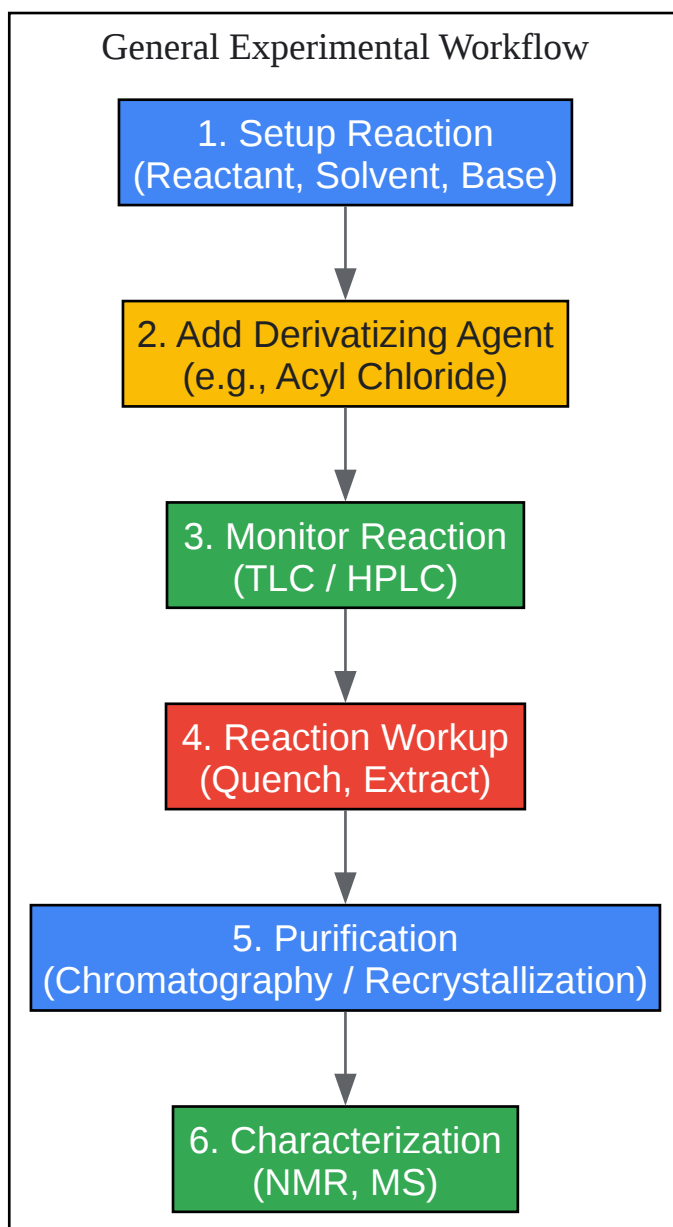 General Experimental Workflow
1. Setup Reaction
(Reactant, Solvent, Base)
2. Add Derivatizing Agent
(e.g., Acyl Chloride)
3. Monitor Reaction
(TLC / HPLC)
4. Reaction Workup
(Quench, Extract)
5. Purification
(Chromatography / Recrystallization)
6. Characterization
(NMR, MS)